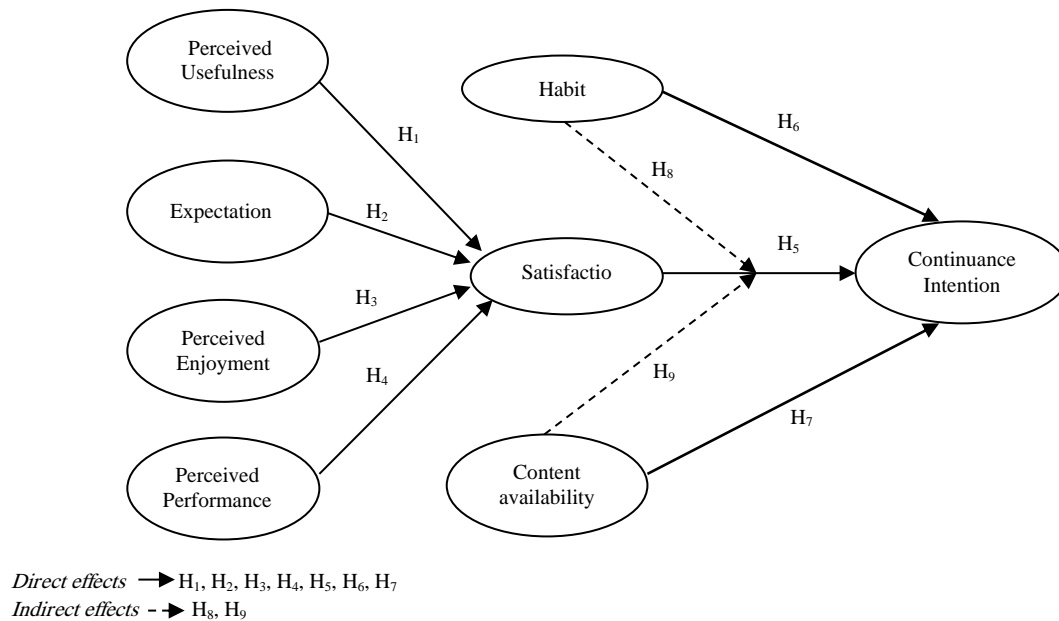 Perceived
Usefulness
Habit
H₆
H₁
H₈
Expectation
H₂
H₅
Satisfactio
Continuance
Intention
H₃
Perceived
Enjoyment
H₄
H₉
H₇
Perceived
Performance
Content
availability
Direct effects H₁, H₂, H₃, H₄, H₅, H₆, H₇
Indirect effects H₈, H₉